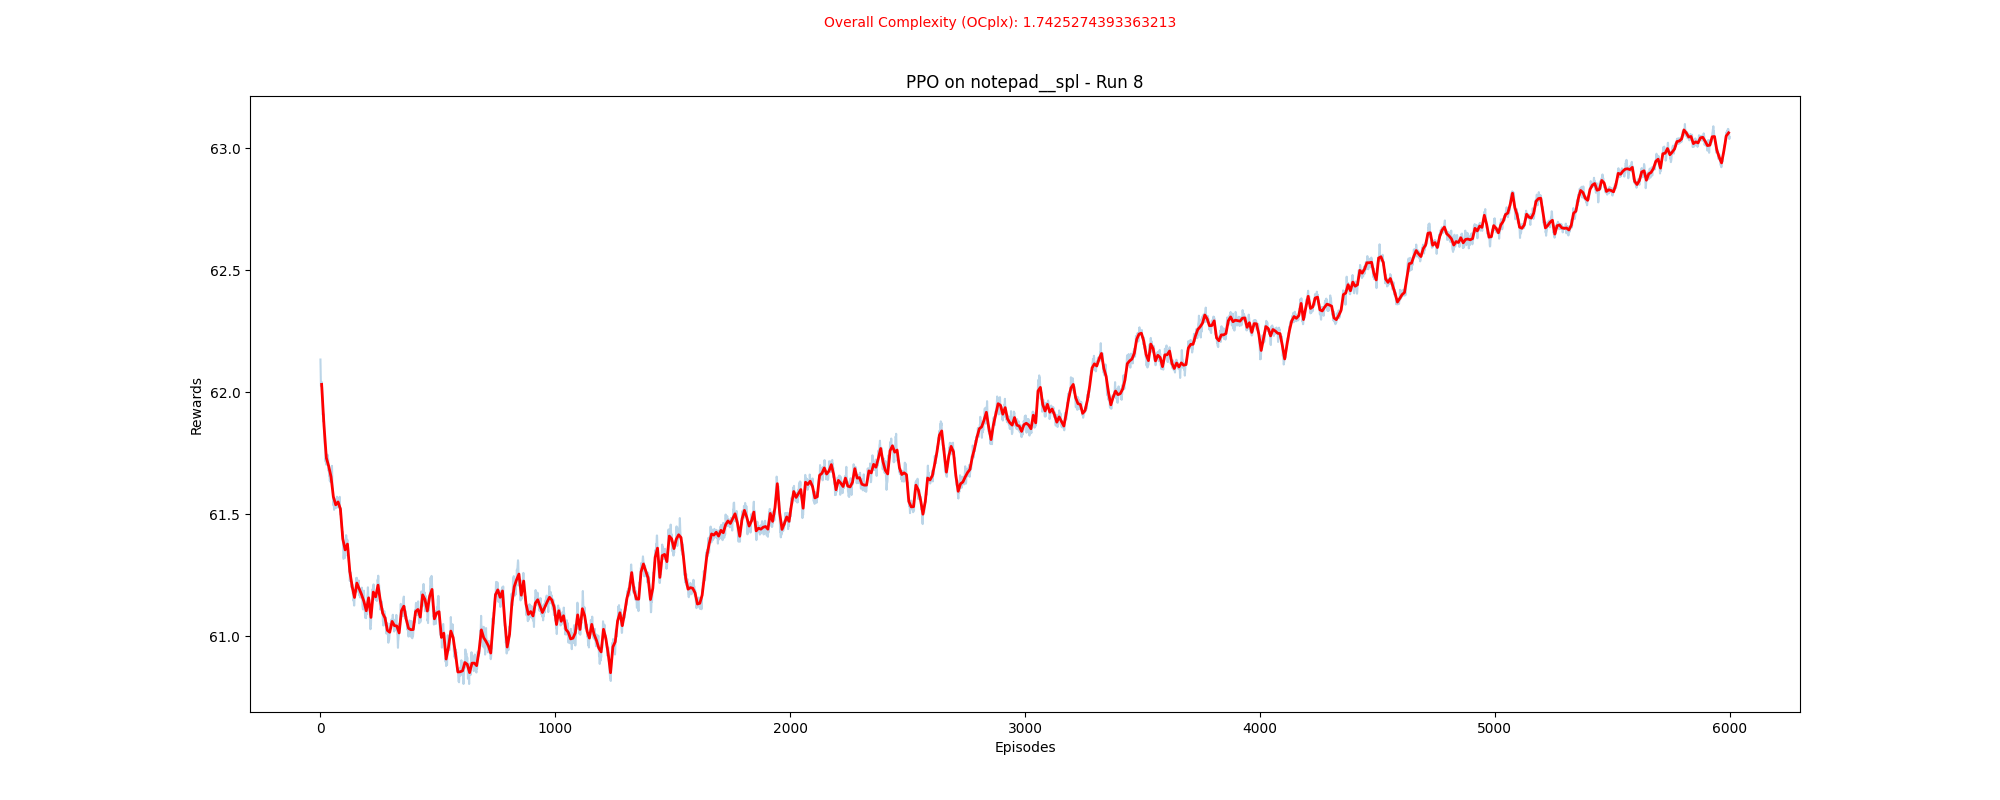 Overall Complexity (OCplx): 1.7425274393363213
PPO on notepad__spl - Run 8
Rewards
63.0
62.5
62.0
61.5
61.0
0 1000 2000 3000 4000 5000 6000
Episodes